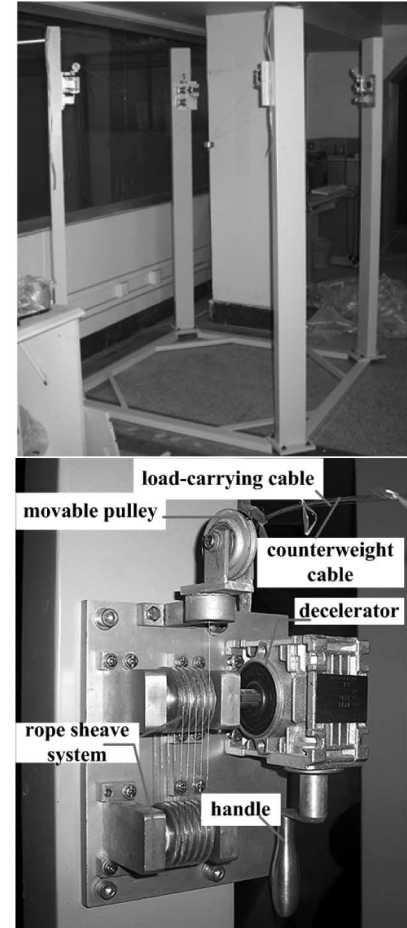 load-carrying cable
movable pulley
counterweight
cable
decelerator
rope sheave
system
handle